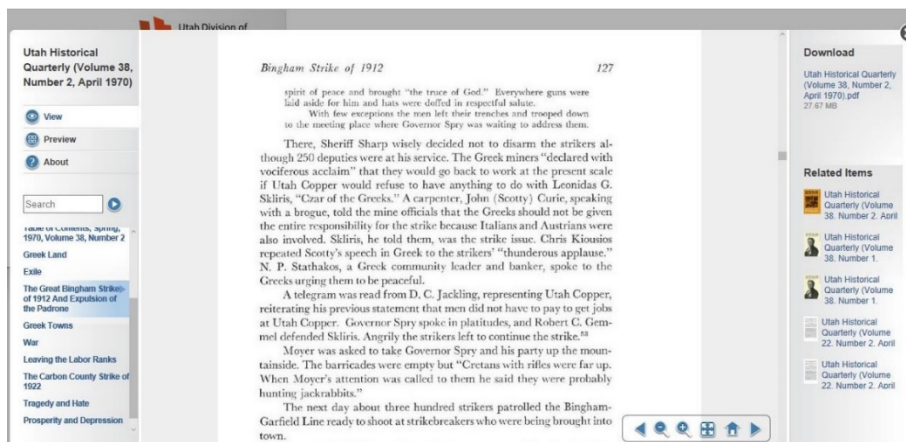 Utah Division of
Utah Historical
Quarterly (Volume 38,
Number 2, April 1970)
View
Preview
About
Search
Table of Contents, Spring,
1970, Volume 38, Number 2
Greek Land
Exile
The Great Bingham Strike
of 1912 And Expulsion of
the Padrone
Greek Towns
War
Leaving the Labor Ranks
The Carbon County Strike of
1922
Tragedy and Hate
Prosperity and Depression
Bingham Strike of 1912 127
spirit of peace and brought "the truce of God." Everywhere guns were
laid aside for him and hats were doffed in respectful salute.
With few exceptions the men left their trenches and trooped down
to the meeting place where Governor Spry was waiting to address them.
There, Sheriff Sharp wisely decided not to disarm the strikers al-
though 250 deputies were at his service. The Greek miners "declared with
vociferous acclaim" that they would go back to work at the present scale
if Utah Copper would refuse to have anything to do with Leonidas G.
Skliris, "Czar of the Greeks." A carpenter, John (Scotty) Curie, speaking
with a brogue, told the mine officials that the Greeks should not be given
the entire responsibility for the strike because Italians and Austrians were
also involved. Skliris, he told them, was the strike issue. Chris Kiousios
repeated Scotty's speech in Greek to the strikers' "thunderous applause."
N. P. Stathakos, a Greek community leader and banker, spoke to the
Greeks urging them to be peaceful.
A telegram was read from D. C. Jackling, representing Utah Copper,
reiterating his previous statement that men did not have to pay to get jobs
at Utah Copper. Governor Spry spoke in platitudes, and Robert C. Gem-
mel defended Skliris. Angrily the strikers left to continue the strike.
Moyer was asked to take Governor Spry and his party up the moun-
tainside. The barricades were empty but "Cretans with rifles were far up.
When Moyer's attention was called to them he said they were probably
hunting jackrabbits."
The next day about three hundred strikers patrolled the Bingham-
Garfield Line ready to shoot at strikebreakers who were being brought into
town.
Download
Utah Historical Quarterly
(Volume 38, Number 2,
April 1970).pdf
27.67 MB
Related Items
Utah Historical
Quarterly (Volume
38. Number 2. April
Utah Historical
Quarterly (Volume
38. Number 1.
Utah Historical
Quarterly (Volume
38. Number 1.
Utah Historical
Quarterly (Volume
22. Number 2. April
Utah Historical
Quarterly (Volume
22. Number 2. April